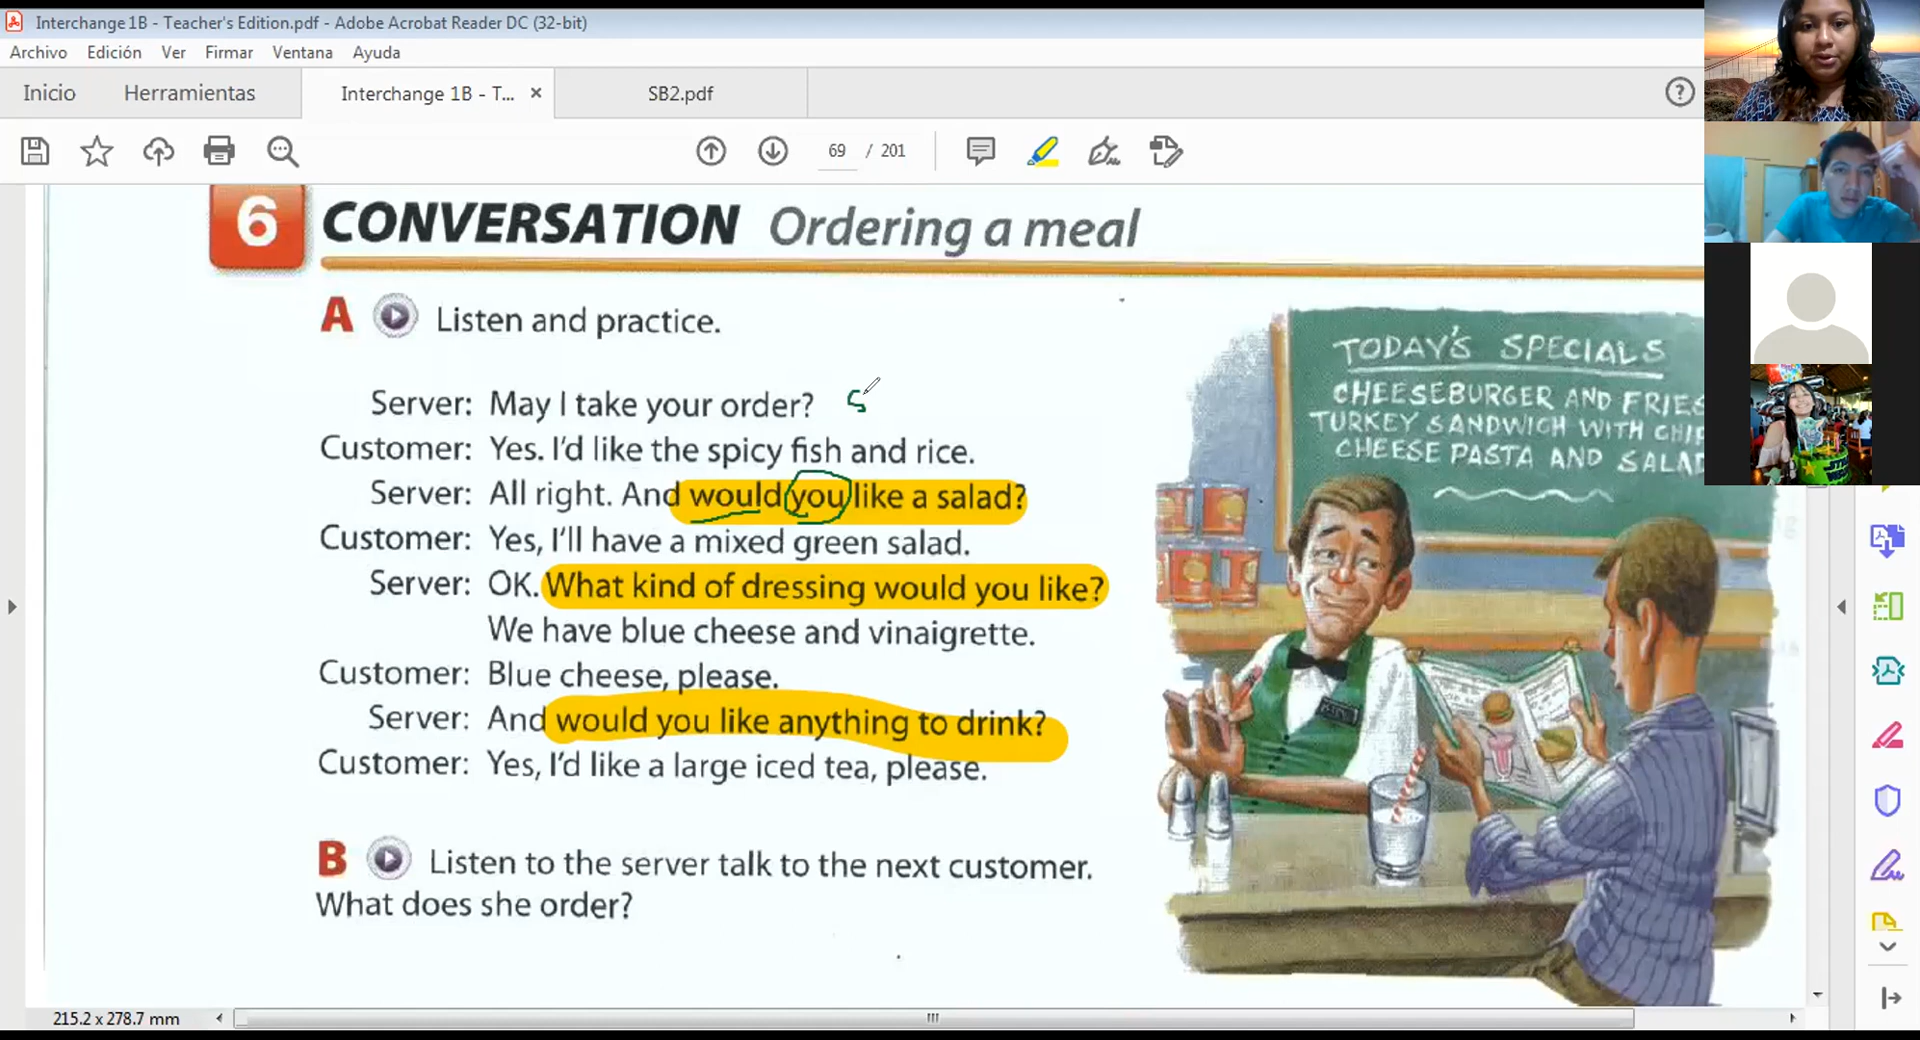 Interchange 1B - Teacher's Edition.pdf - Adobe Acrobat Reader DC (32-bit)
Archivo Edición Ver Firmar Ventana Ayuda
Inicio Herramientas Interchange 1B - T... × SB2.pdf
69 / 201
6 CONVERSATION Ordering a meal
A Listen and practice.
Server: May I take your order?
Customer: Yes. I'd like the spicy fish and rice.
Server: All right. And would you like a salad?
Customer: Yes, I'll have a mixed green salad.
Server: OK. What kind of dressing would you like?
We have blue cheese and vinaigrette.
Customer: Blue cheese, please.
Server: And would you like anything to drink?
Customer: Yes, I'd like a large iced tea, please.
TODAY'S SPECIALS
CHEESEBURGER AND FRIES
TURKEY SANDWICH WITH CHIP
CHEESE PASTA AND SALAD
B Listen to the server talk to the next customer.
What does she order?
215.2 x 278.7 mm